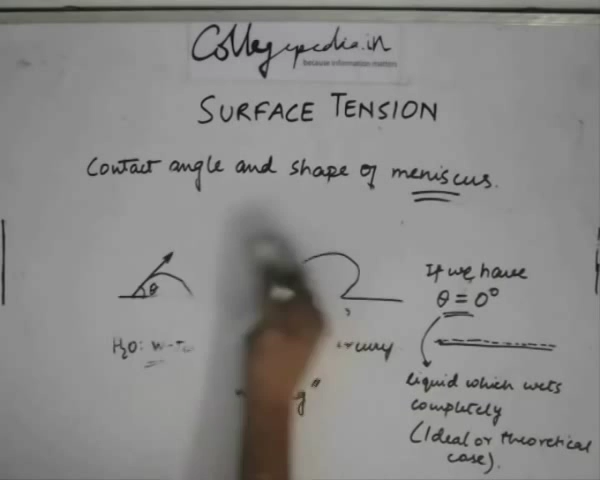 Collegepedia.in
because information matters
SURFACE TENSION
Contact angle and shape of meniscus.
θ
If we have
θ = 0°
H₂O:
liquid which wets
completely
(Ideal or theoretical
case).